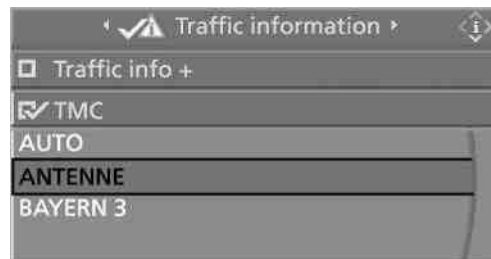 Traffic information
Traffic info +
TMC
AUTO
ANTENNE
BAYERN 3